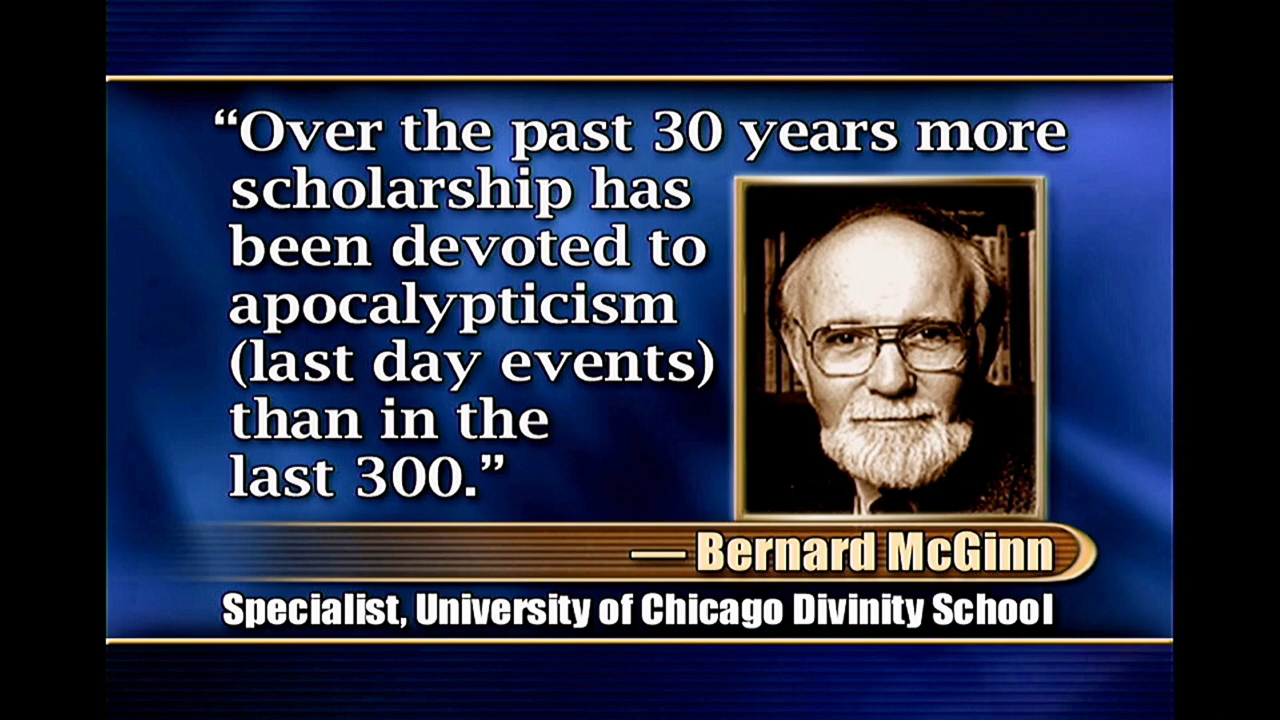 “Over the past 30 years more
scholarship has
been devoted to
apocalypticism
(last day events)
than in the
last 300.”
— Bernard McGinn
Specialist, University of Chicago Divinity School